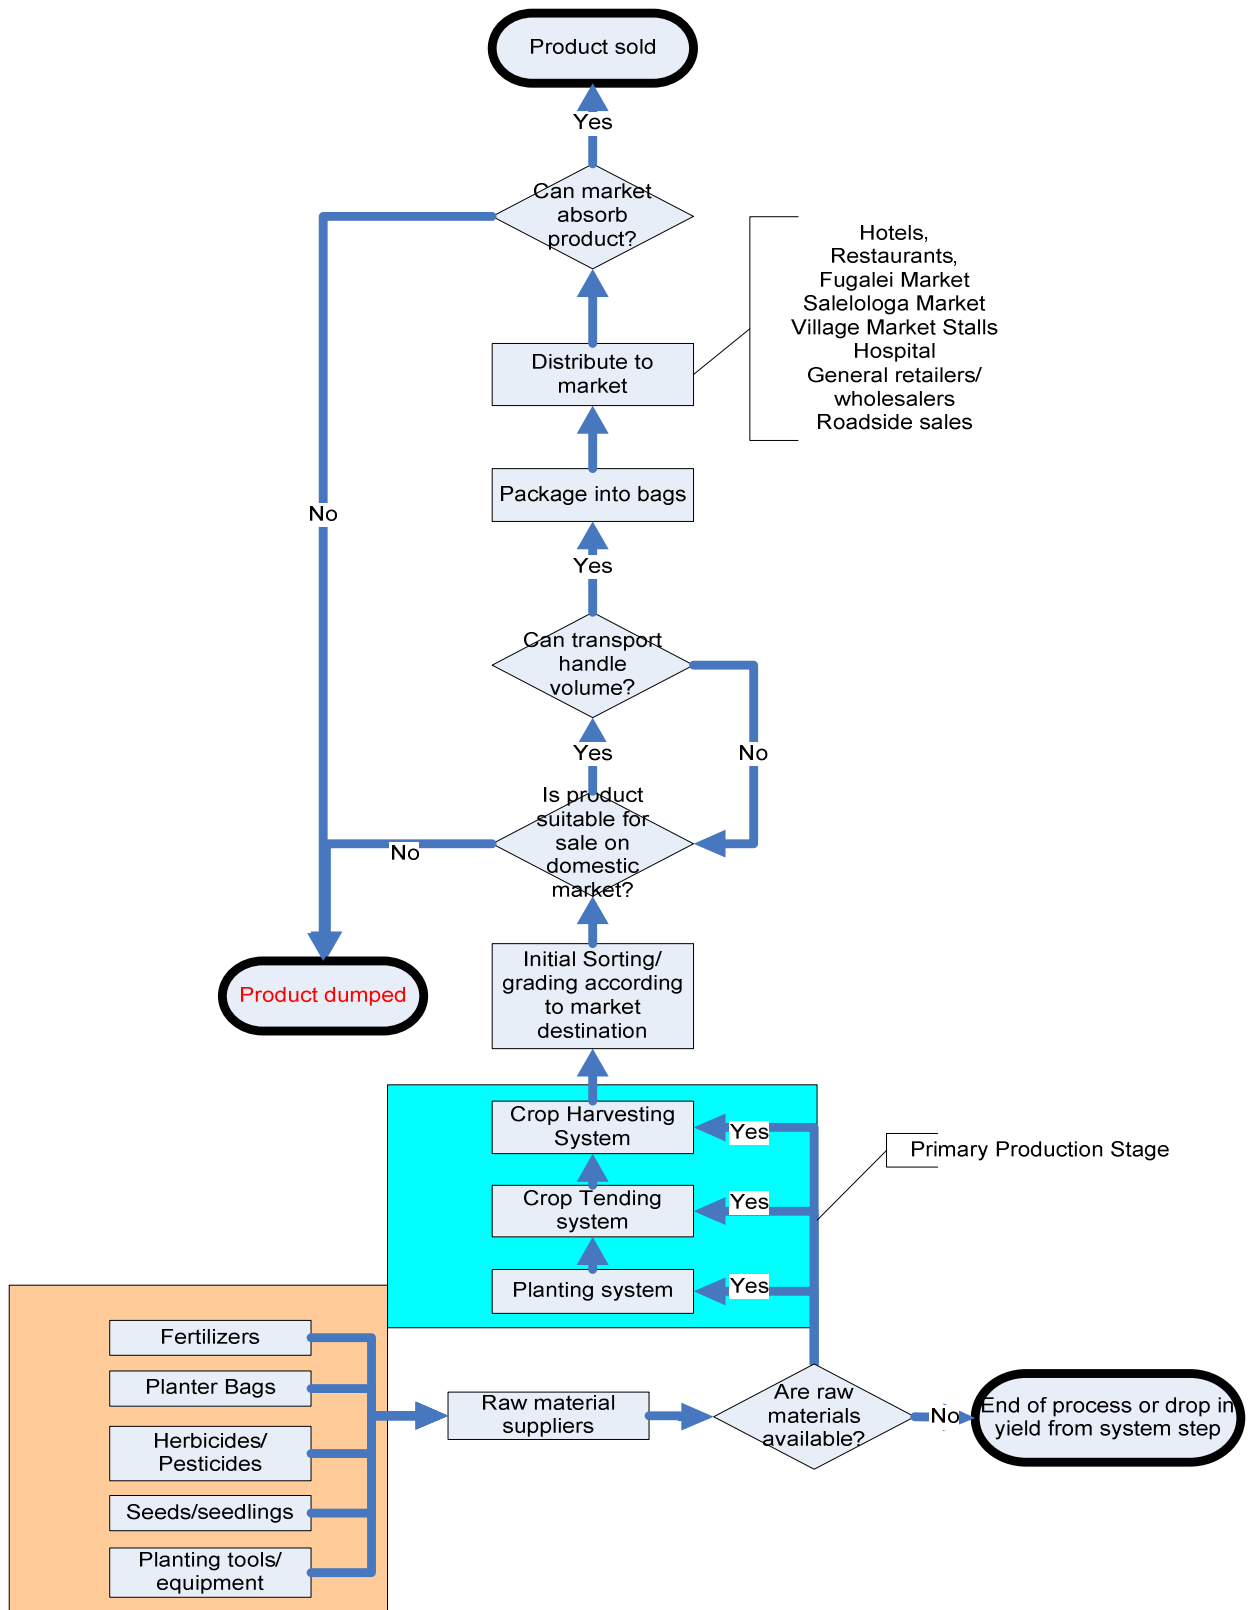 Product sold
Yes
Can market
absorb
product?
Hotels,
Restaurants,
Fugalei Market
Salelologa Market
Village Market Stalls
Hospital
General retailers/
wholesalers
Roadside sales
Distribute to
market
Package into bags
No
Yes
Can transport
handle
volume?
Yes
No
Is product
suitable for
sale on
domestic
market?
No
Initial Sorting/
grading according
to market
destination
Product dumped
Crop Harvesting
System
Yes
Primary Production Stage
Crop Tending
system
Yes
Planting system
Yes
Fertilizers
Planter Bags
Herbicides/
Pesticides
Seeds/seedlings
Planting tools/
equipment
Raw material
suppliers
Are raw
materials
available?
No
End of process or drop in
yield from system step